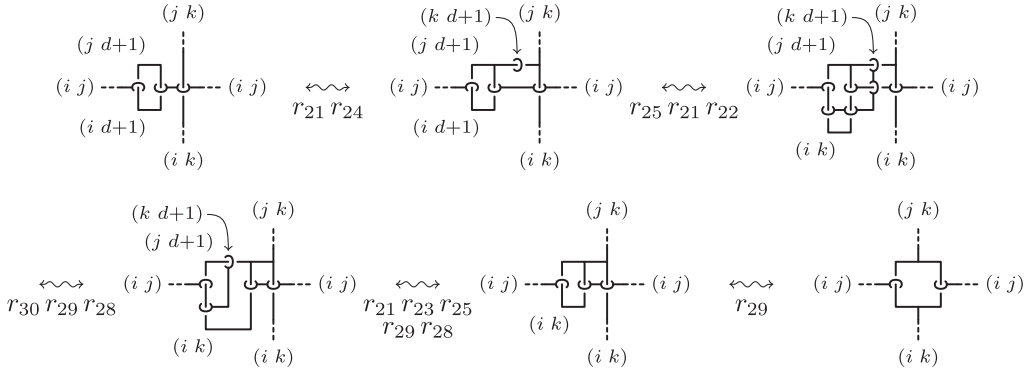 (j k)
(k d+1)
(j k)
(k d+1)
(j k)
(j d+1)
(j d+1)
(j d+1)
(i j)
(i j)
(i j)
(i j)
(i j)
(i j)
r₂₁ r₂₄
r₂₅ r₂₁ r₂₂
(i d+1)
(i d+1)
(i k)
(i k)
(i k)
(i k)
(k d+1)
(j k)
(j k)
(j k)
(j d+1)
(i j)
(i j)
(i j)
(i j)
(i j)
(i j)
r₃₀ r₂₉ r₂₈
r₂₁ r₂₃ r₂₅
r₂₉ r₂₈
r₂₉
(i k)
(i k)
(i k)
(i k)
(i k)